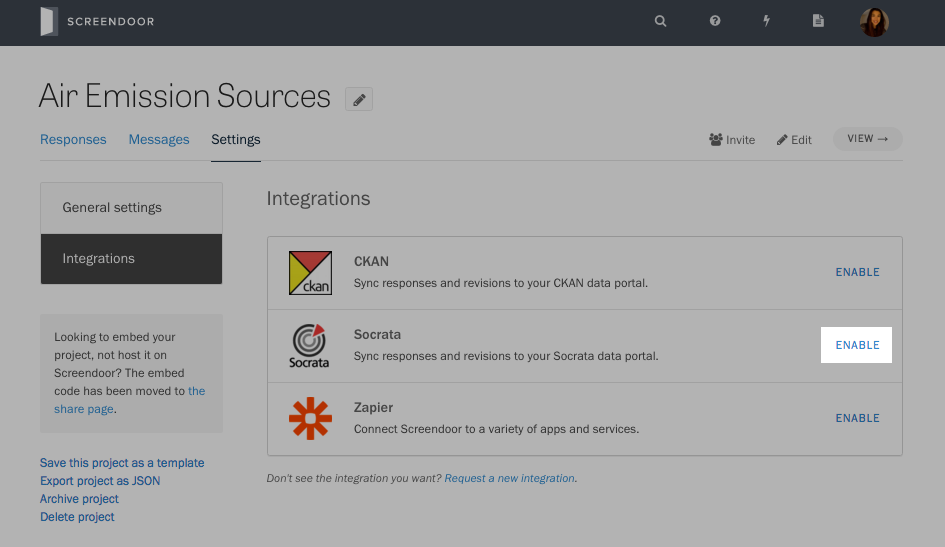 SCREENDOOR
Air Emission Sources
Responses Messages Settings
Invite Edit VIEW →
General settings
Integrations
Looking to embed your
project, not host it on
Screendoor? The embed
code has been moved to the
share page.
Save this project as a template
Export project as JSON
Archive project
Delete project
Integrations
ckan
CKAN
Sync responses and revisions to your CKAN data portal.
ENABLE
Socrata
Socrata
Sync responses and revisions to your Socrata data portal.
ENABLE
Zapier
Connect Screendoor to a variety of apps and services.
ENABLE
Don't see the integration you want? Request a new integration.